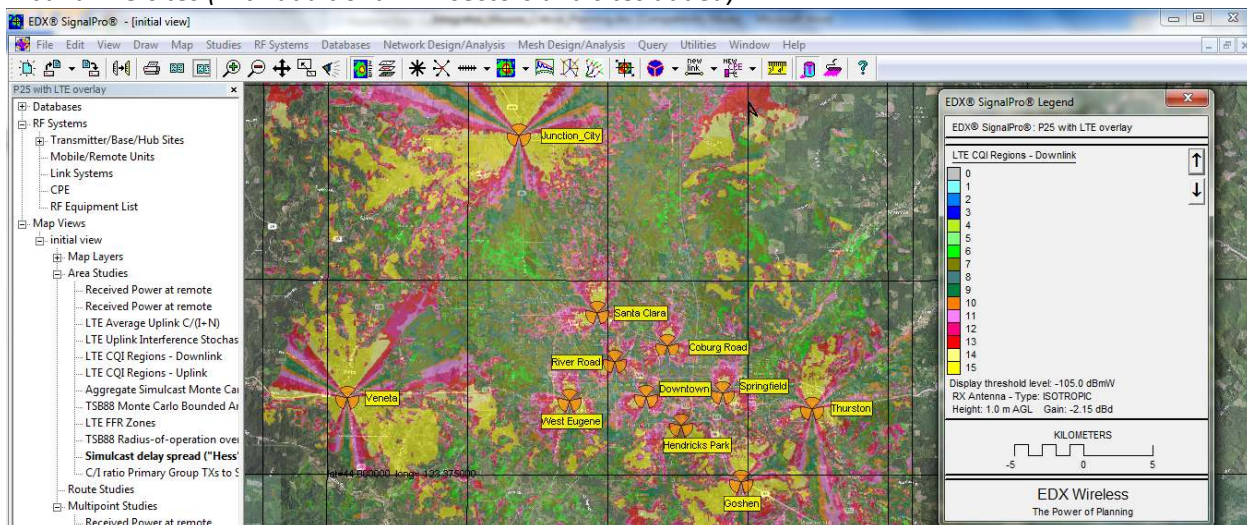 EDX® SignalPro® - [initial view]
File Edit View Draw Map Studies RF Systems Databases Network Design/Analysis Mesh Design/Analysis Query Utilities Window Help
P25 with LTE overlay
Databases
RF Systems
Transmitter/Base/Hub Sites
Mobile/Remote Units
Link Systems
CPE
RF Equipment List
Map Views
initial view
Map Layers
Area Studies
Received Power at remote
Received Power at remote
LTE Average Uplink C/(I+N)
LTE Uplink Interference Stochas
LTE CQI Regions - Downlink
LTE CQI Regions - Uplink
Aggregate Simulcast Monte Car
TSB88 Monte Carlo Bounded Ar
LTE FFR Zones
TSB88 Radius-of-operation over
Simulcast delay spread ("Hess"
C/I ratio Primary Group TXs to S
Route Studies
Multipoint Studies
Received Power at remote
Junction_City
Santa Clara
Coburg Road
River Road
Veneta
Downtown
Springfield
Thurston
West Eugene
Hendricks Park
Goshen
EDX® SignalPro® Legend
EDX® SignalPro®: P25 with LTE overlay
LTE CQI Regions - Downlink
0
1
2
3
4
5
6
7
8
9
10
11
12
13
14
15
Display threshold level: -105.0 dBmW
RX Antenna - Type: ISOTROPIC
Height: 1.0 m AGL Gain: -2.15 dBd
KILOMETERS
-5 0 5
EDX Wireless
The Power of Planning